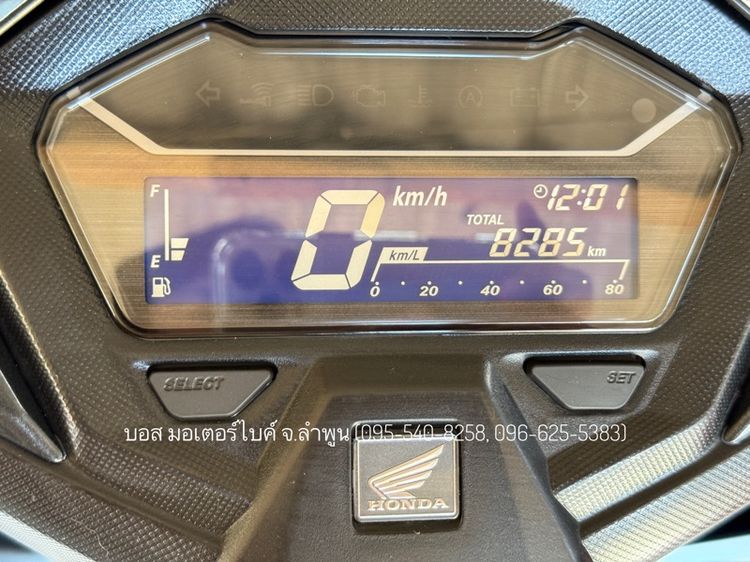 F
km/h
12:01
TOTAL
8285 km
E
km/L
0 20 40 60 80
SELECT
SET
บอส มอเตอร์ไบค์ จ.ลำพูน (095-540-8258, 096-625-5383)
HONDA
0
A